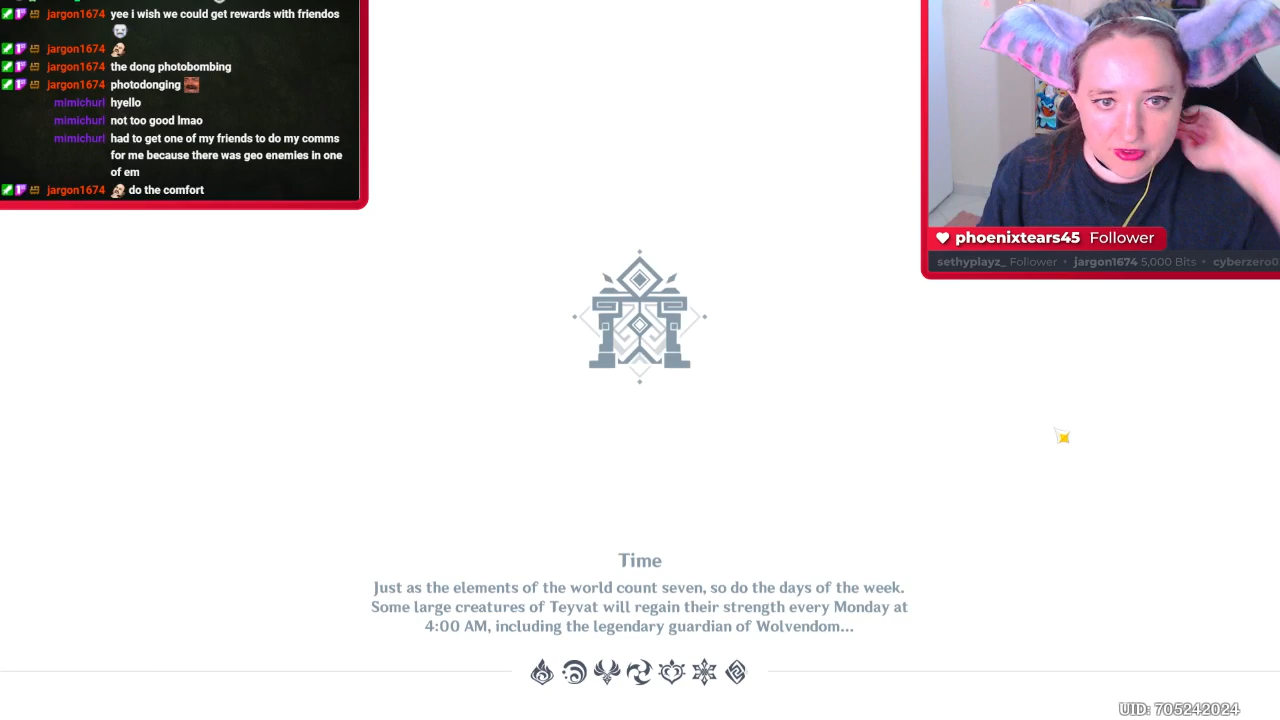 jargon1674 yee i wish we could get rewards with friendos
jargon1674
jargon1674 the dong photobombing
jargon1674 photodonging
mimichurl hyello
mimichurl not too good lmao
mimichurl had to get one of my friends to do my comms
for me because there was geo enemies in one
of em
jargon1674 do the comfort
phoenixtears45 Follower
sethyplayz_ Follower • jargon1674 5,000 Bits • cyberzero0
Time
Just as the elements of the world count seven, so do the days of the week.
Some large creatures of Teyvat will regain their strength every Monday at
4:00 AM, including the legendary guardian of Wolvendom...
UID: 705242024